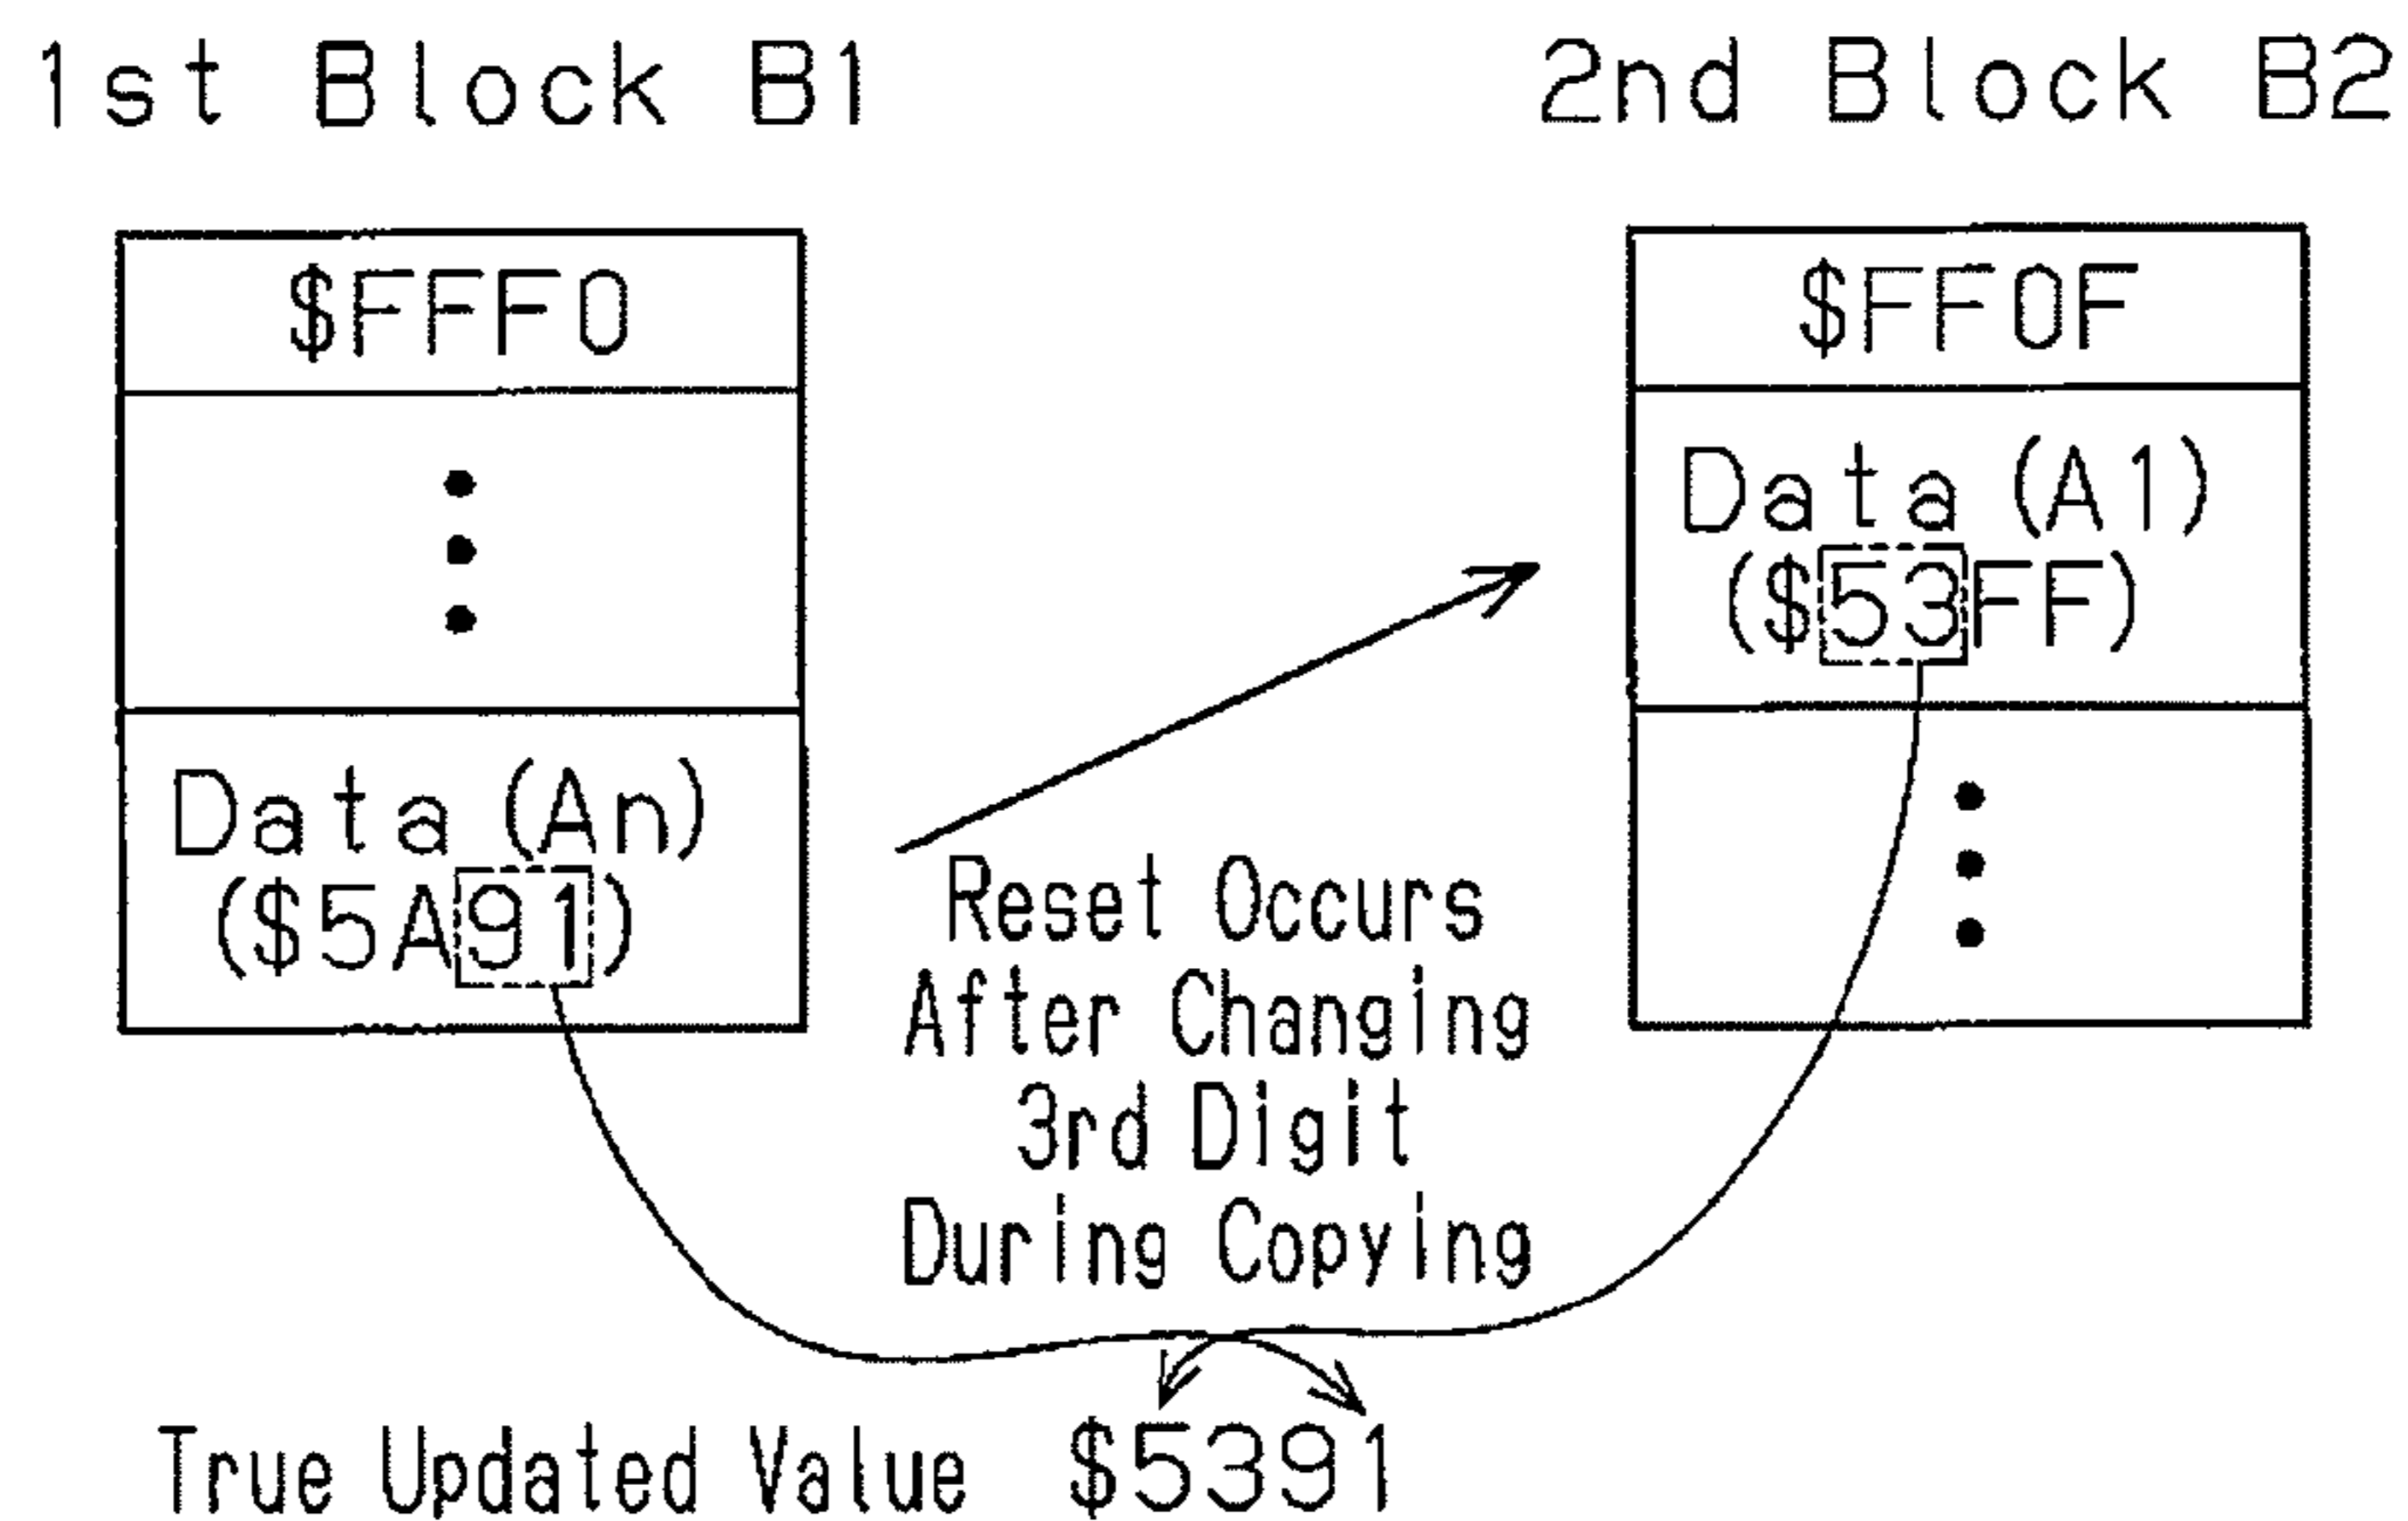 1st Block B1
$FFF0
Data (An)
($5A91)
2nd Block B2
$FF0F
Data (A1)
($53FF)
Reset Occurs
After Changing
3rd Digit
During Copying
True Updated Value $5391